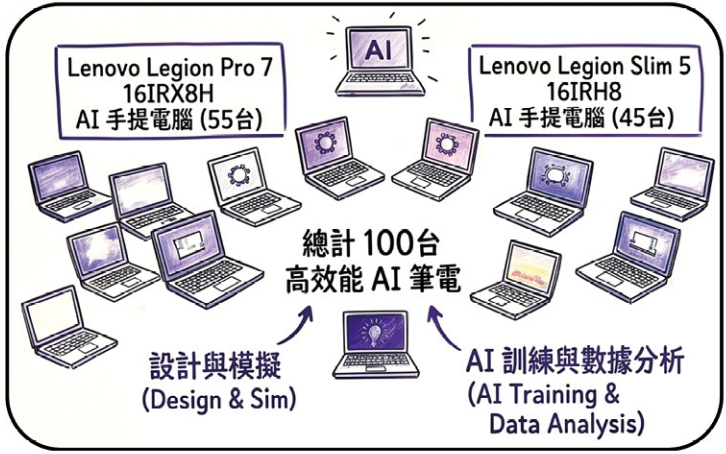 AI
Lenovo Legion Pro 7
16IRX8H
AI 手提電腦 (55台)
Lenovo Legion Slim 5
16IRH8
AI 手提電腦 (45台)
總計 100台
高效能 AI 筆電
設計與模擬
(Design & Sim)
AI 訓練與數據分析
(AI Training &
Data Analysis)